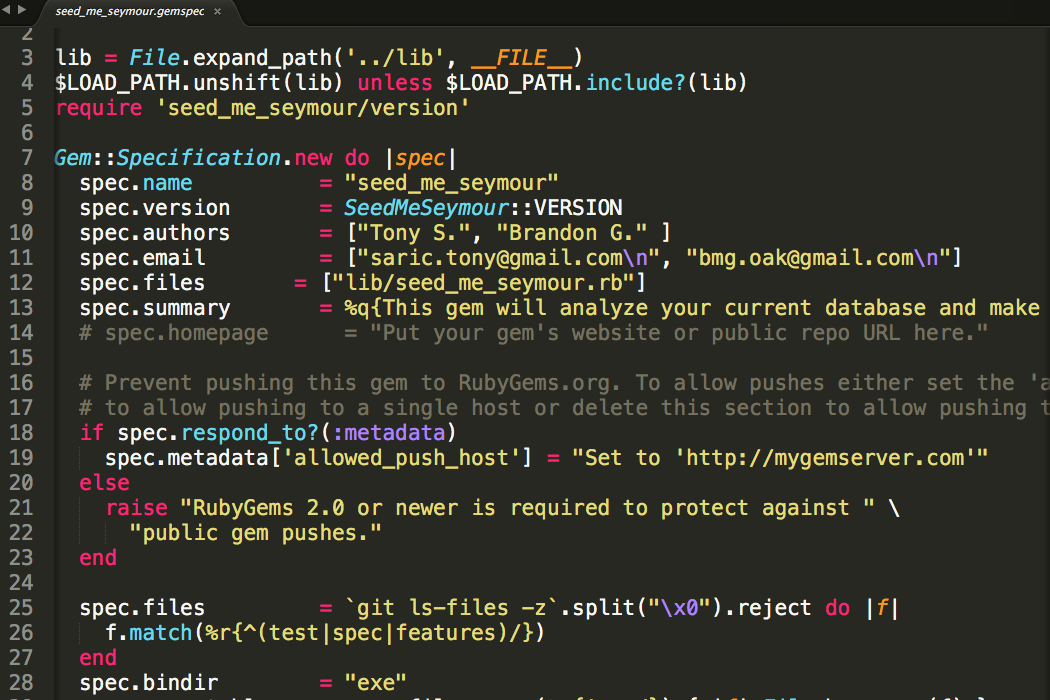 seed_me_seymour.gemspec ×
2
3 lib = File.expand_path('../lib', __FILE__)
4 $LOAD_PATH.unshift(lib) unless $LOAD_PATH.include?(lib)
5 require 'seed_me_seymour/version'
6
7 Gem::Specification.new do |spec|
8 spec.name = "seed_me_seymour"
9 spec.version = SeedMeSeymour::VERSION
10 spec.authors = ["Tony S.", "Brandon G." ]
11 spec.email = ["saric.tony@gmail.com\n", "bmg.oak@gmail.com\n"]
12 spec.files = ["lib/seed_me_seymour.rb"]
13 spec.summary = %q{This gem will analyze your current database and make
14 # spec.homepage = "Put your gem's website or public repo URL here."
15
16 # Prevent pushing this gem to RubyGems.org. To allow pushes either set the 'a
17 # to allow pushing to a single host or delete this section to allow pushing t
18 if spec.respond_to?(:metadata)
19 spec.metadata['allowed_push_host'] = "Set to 'http://mygemserver.com'"
20 else
21 raise "RubyGems 2.0 or newer is required to protect against " \
22 "public gem pushes."
23 end
24
25 spec.files = `git ls-files -z`.split("\x0").reject do |f|
26 f.match(%r{^(test|spec|features)/})
27 end
28 spec.bindir = "exe"